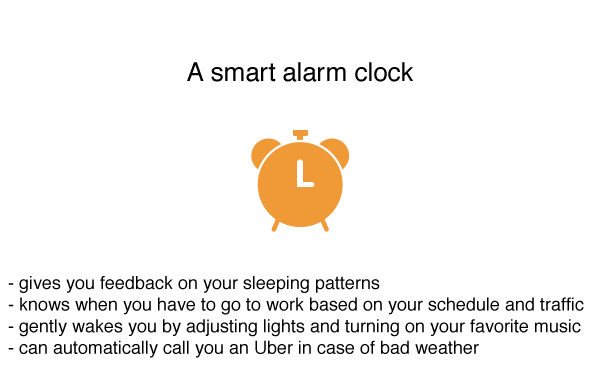 A smart alarm clock
- gives you feedback on your sleeping patterns
- knows when you have to go to work based on your schedule and traffic
- gently wakes you by adjusting lights and turning on your favorite music
- can automatically call you an Uber in case of bad weather